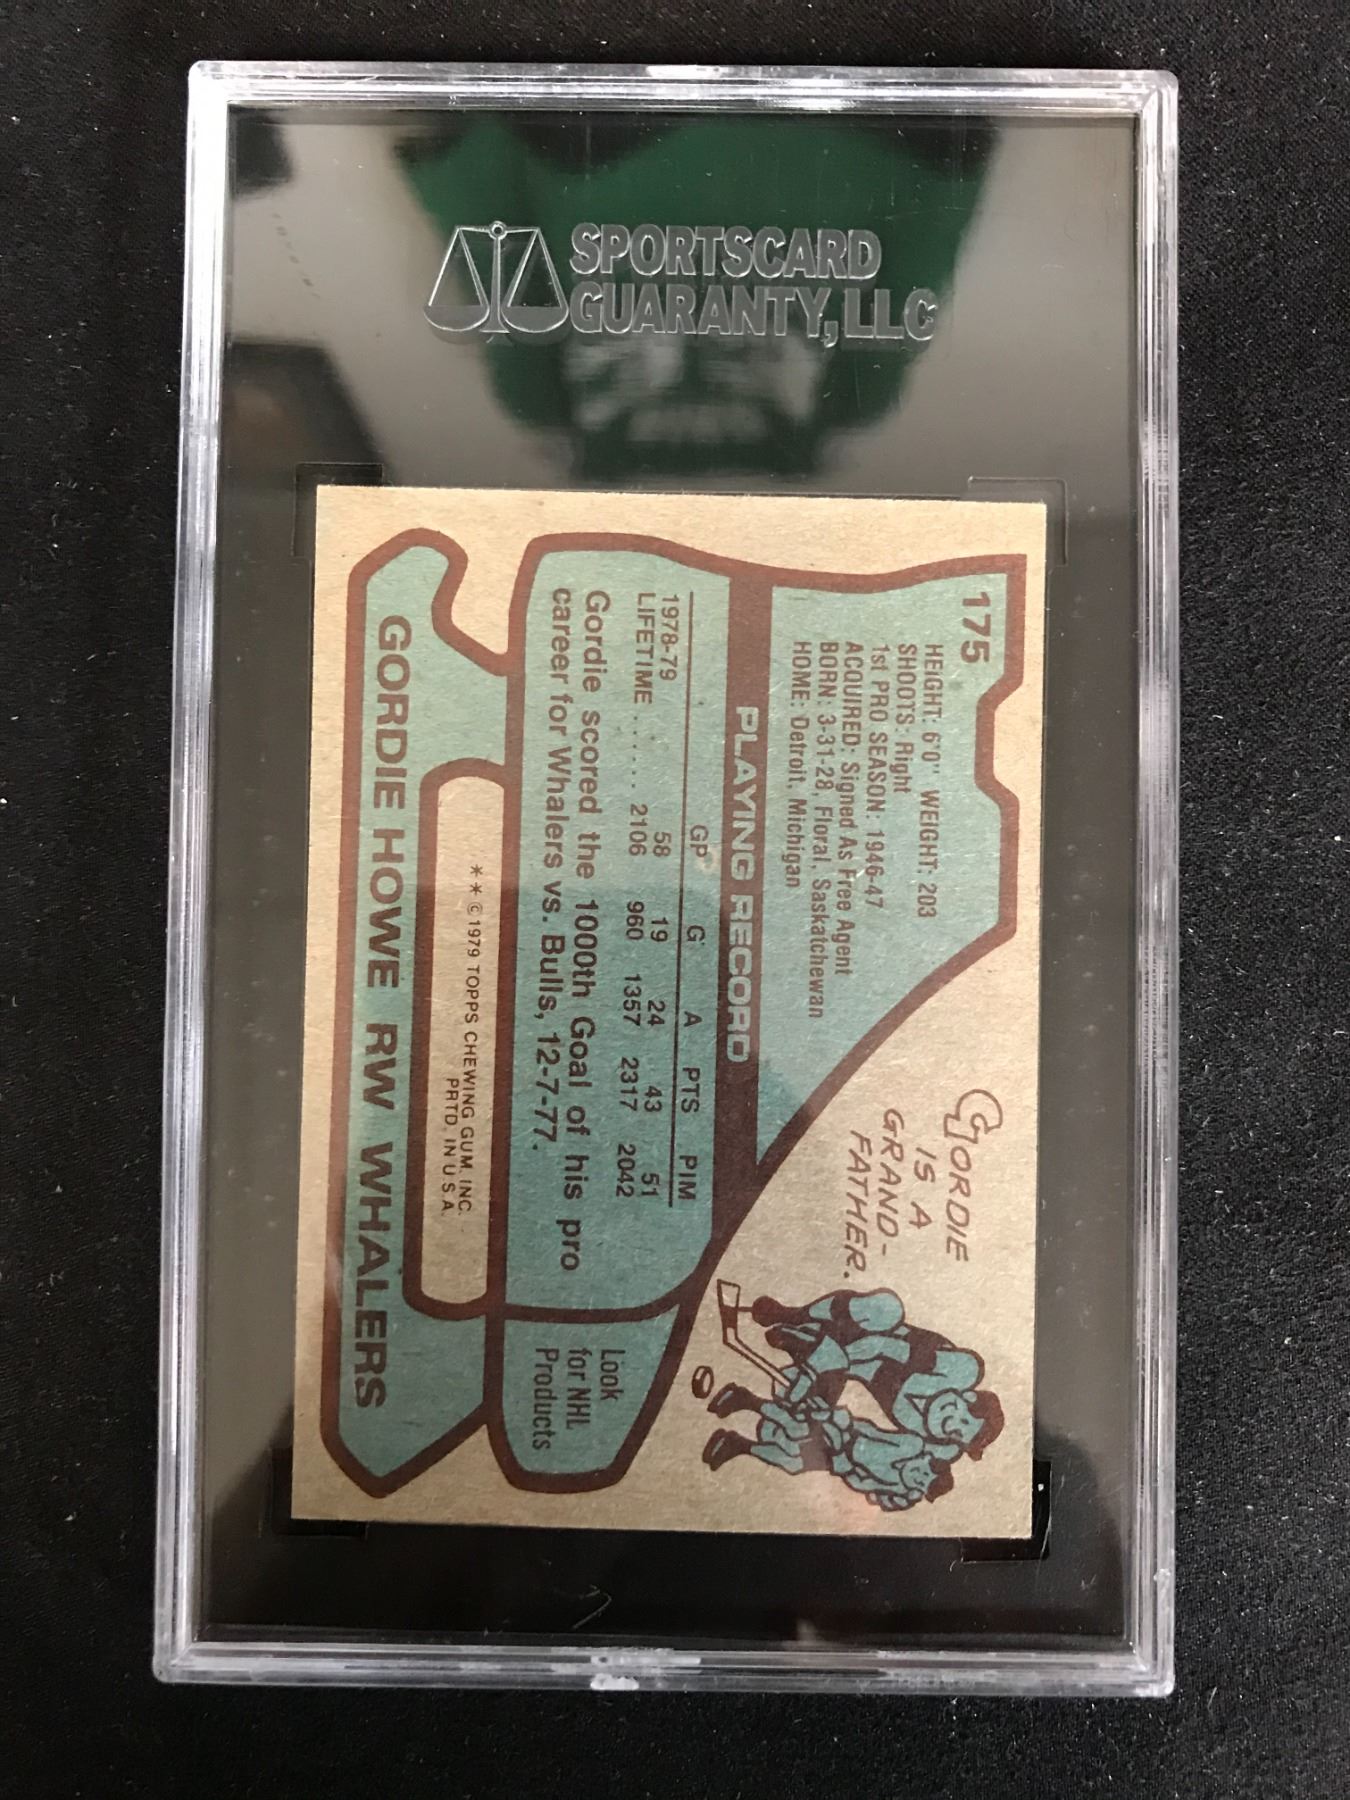 SPORTSCARD
GUARANTY, LLC
175
HEIGHT: 6'0" WEIGHT: 203
SHOOTS: Right
1st PRO SEASON: 1946-47
ACQUIRED: Signed As Free Agent
BORN: 3-31-28, Floral, Saskatchewan
HOME: Detroit, Michigan
GORDIE
IS A
GRAND-
FATHER.
PLAYING RECORD
GP G A PTS PIM
1978-79 58 19 24 43 51
LIFETIME ...... 2106 960 1357 2317 2042
Gordie scored the 1000th Goal of his pro
career for Whalers vs. Bulls, 12-7-77.
Look
for NHL
Products
* * © 1979 TOPPS CHEWING GUM, INC.
PRTD. IN U.S.A.
GORDIE HOWE RW WHALERS